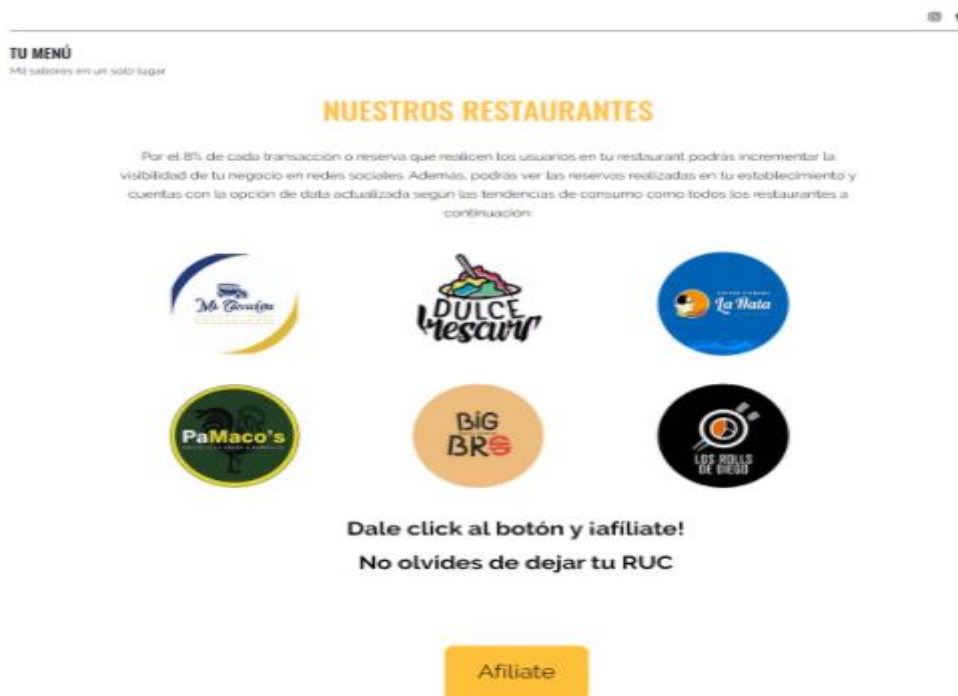 TU MENÚ
Mil sabores en un solo lugar
NUESTROS RESTAURANTES
Por el 8% de cada transacción o reserva que realicen los usuarios en tu restaurant podrás incrementar la
visibilidad de tu negocio en redes sociales. Además, podrás ver las reservas realizadas en tu establecimiento y
cuentas con la opción de data actualizada según las tendencias de consumo como todos los restaurantes a
continuación:
DULCE
La Ñata
PaMaco's
BiG
BRO
LOS ROLLS
DE DIEGO
Dale click al botón y ¡afíliate!
No olvides de dejar tu RUC
Afiliate